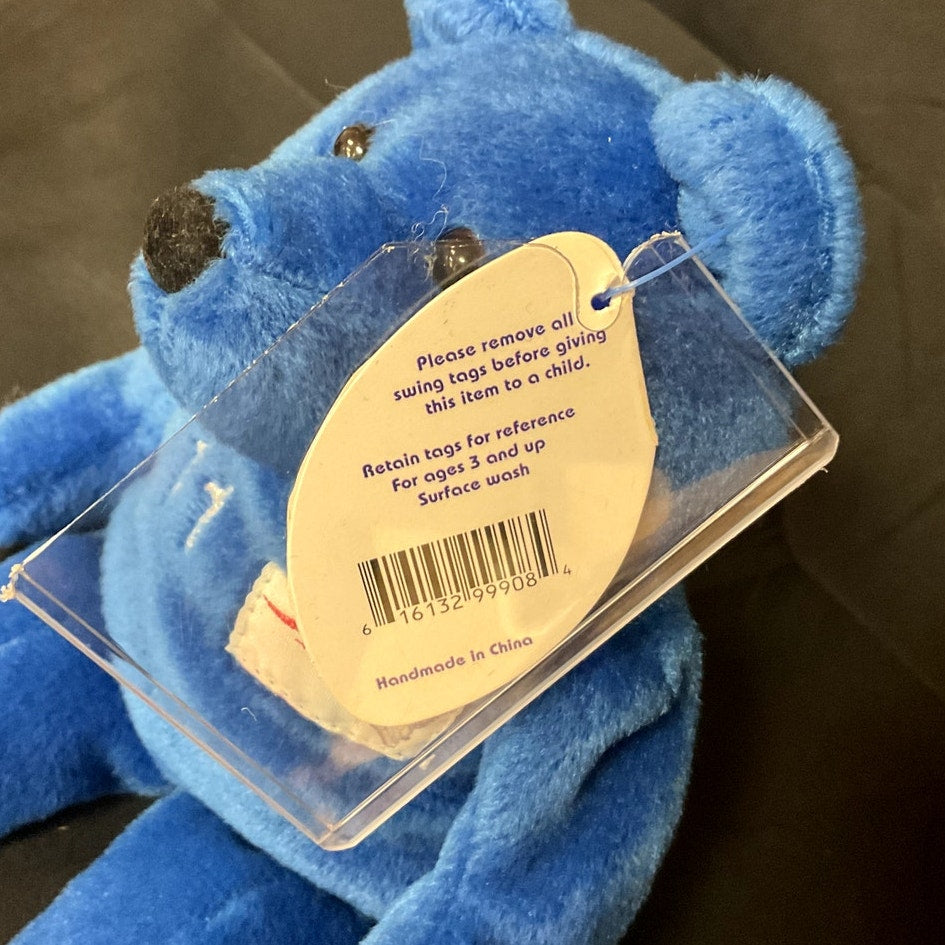 Please remove all
swing tags before giving
this item to a child.
Retain tags for reference
For ages 3 and up
Surface wash
6 16132 99908 4
Handmade in China